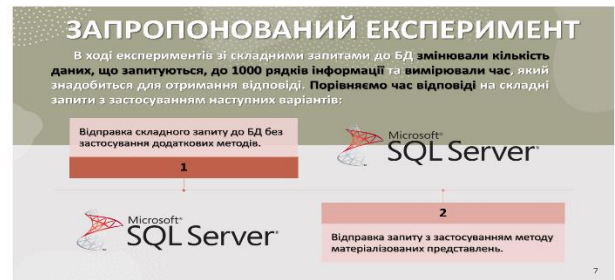 ЗАПРОПОНОВАНИЙ ЕКСПЕРИМЕНТ
В ході експериментів зі складними запитами до БД змінювали кількість
даних, що запитуються, до 1000 рядків інформації та вимірювали час, який
знадобиться для отримання відповіді. Порівняємо час відповіді на складні
запити з застосуванням наступних варіантів:
Відправка складного запиту до БД без
застосування додаткових методів.
1
Microsoft®
SQL Server®
Microsoft®
SQL Server®
2
Відправка запиту з застосуванням методу
матеріалізованих представлень.
7